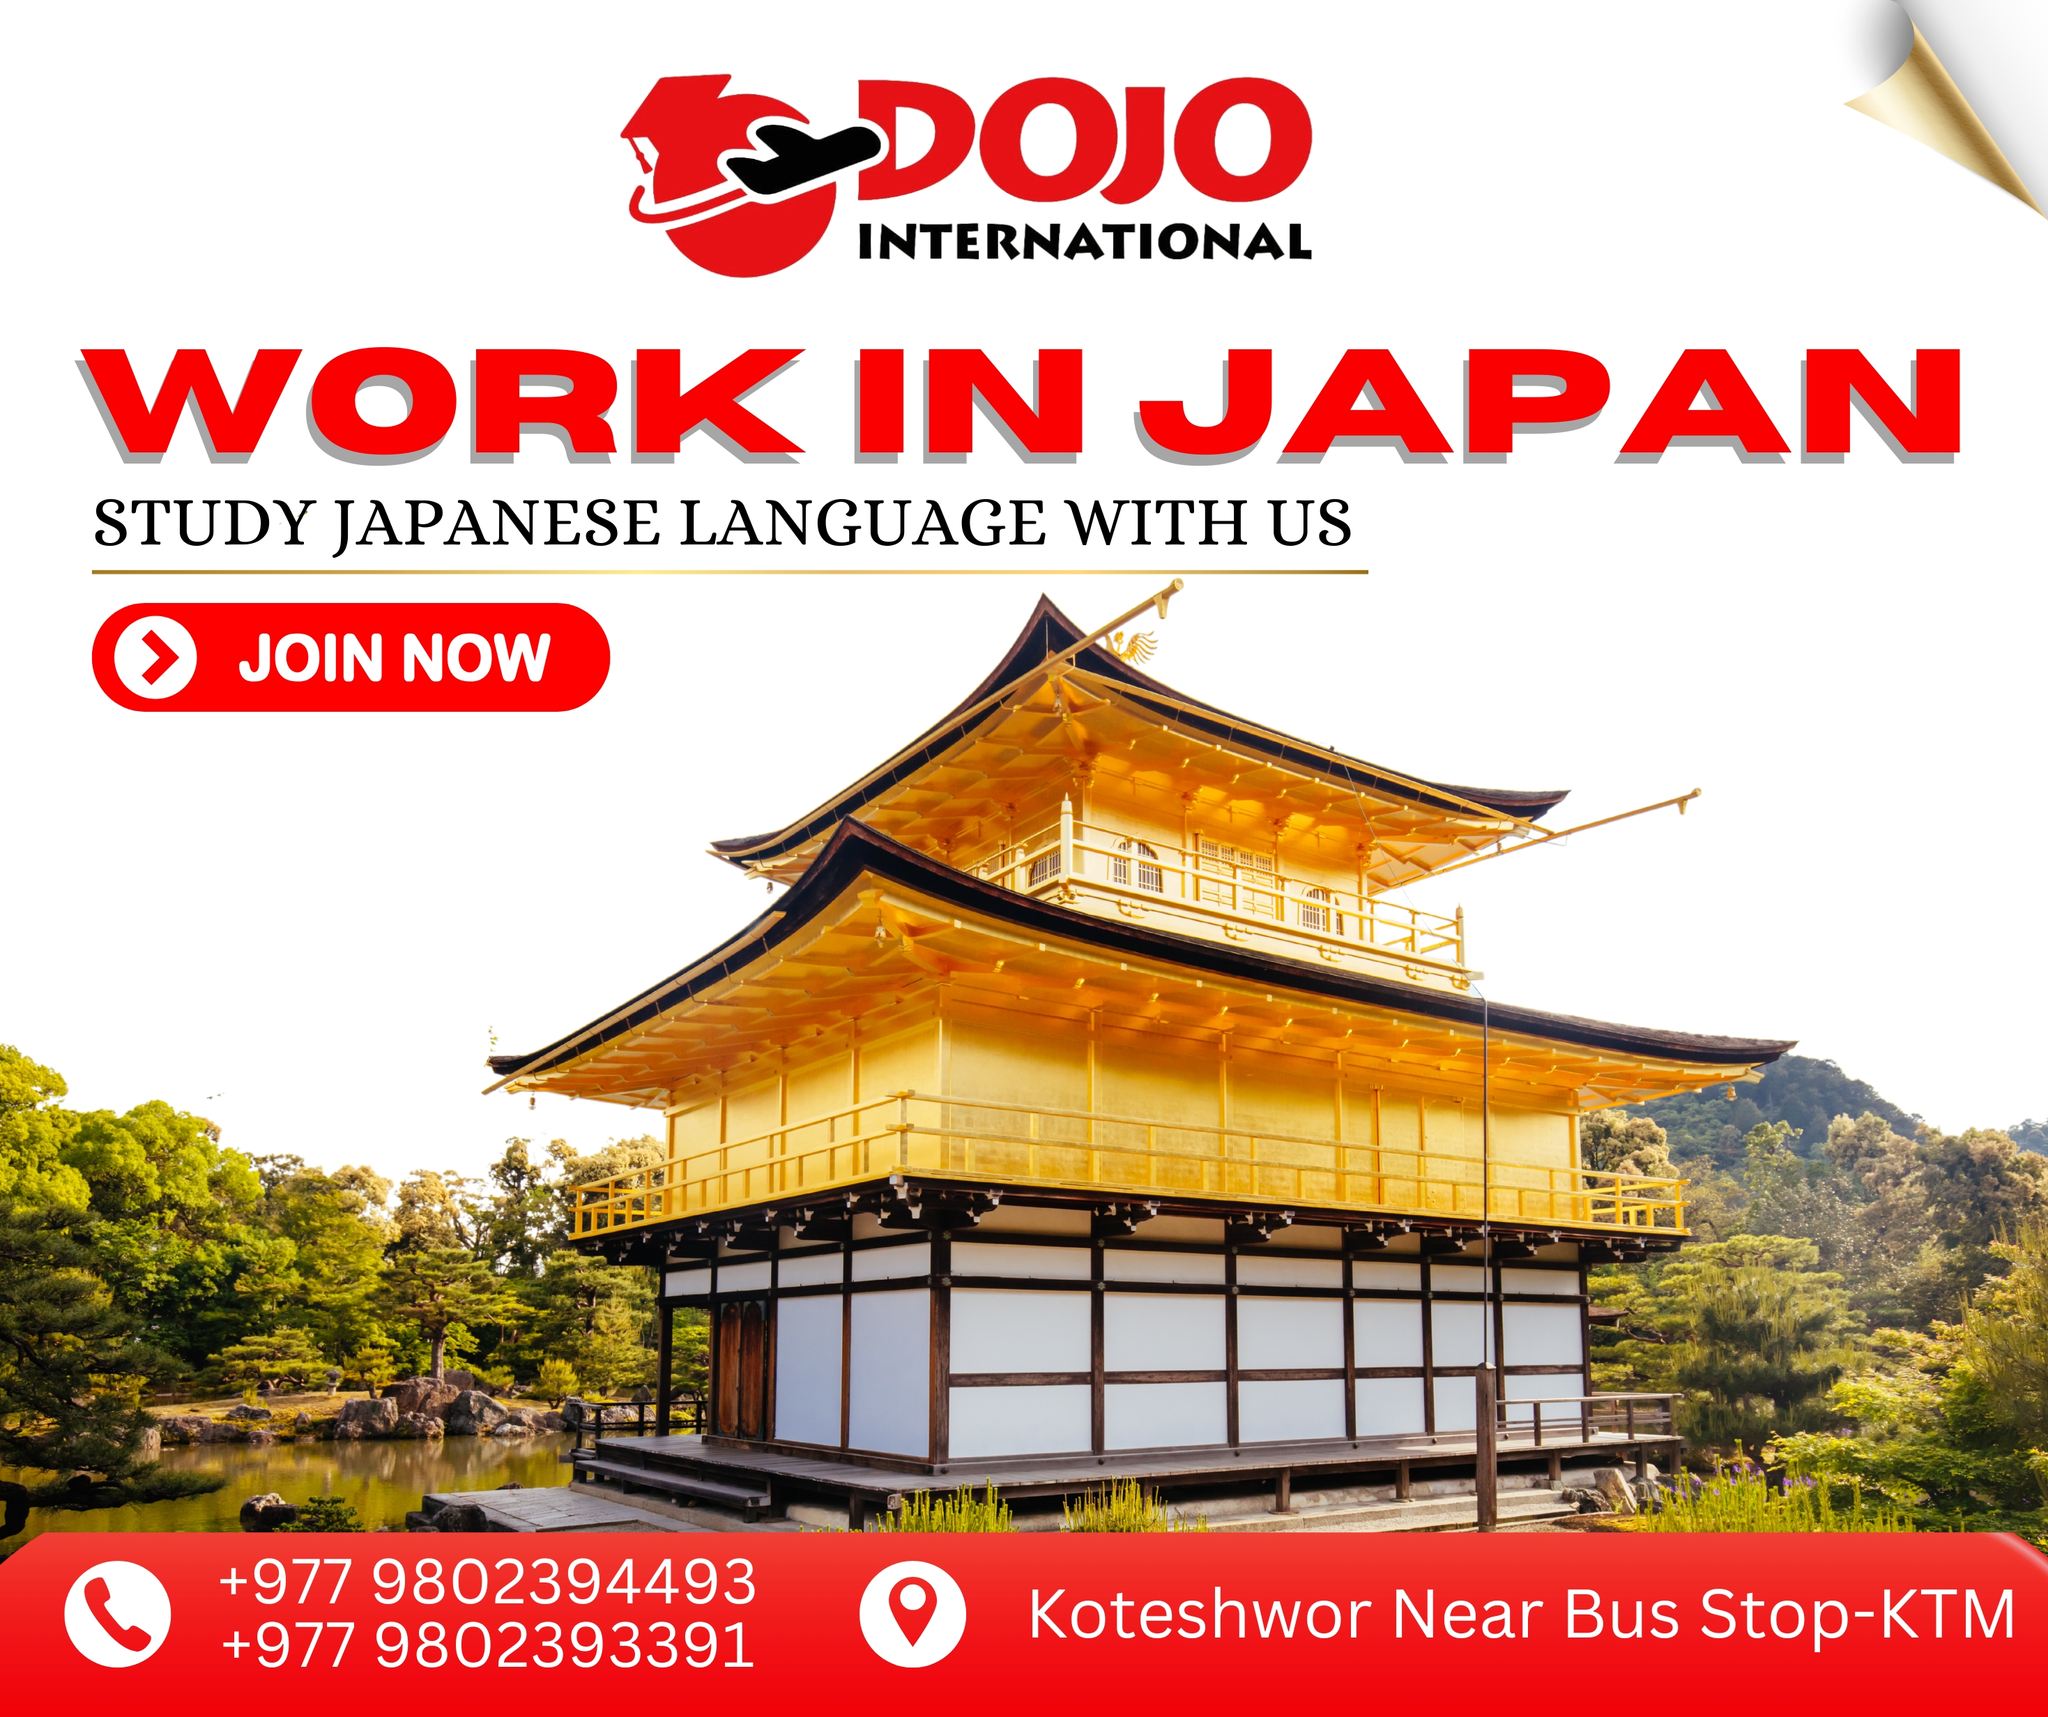 DOJO
INTERNATIONAL
WORK IN JAPAN
STUDY JAPANESE LANGUAGE WITH US
JOIN NOW
+977 9802394493
+977 9802393391
Koteshwor Near Bus Stop-KTM